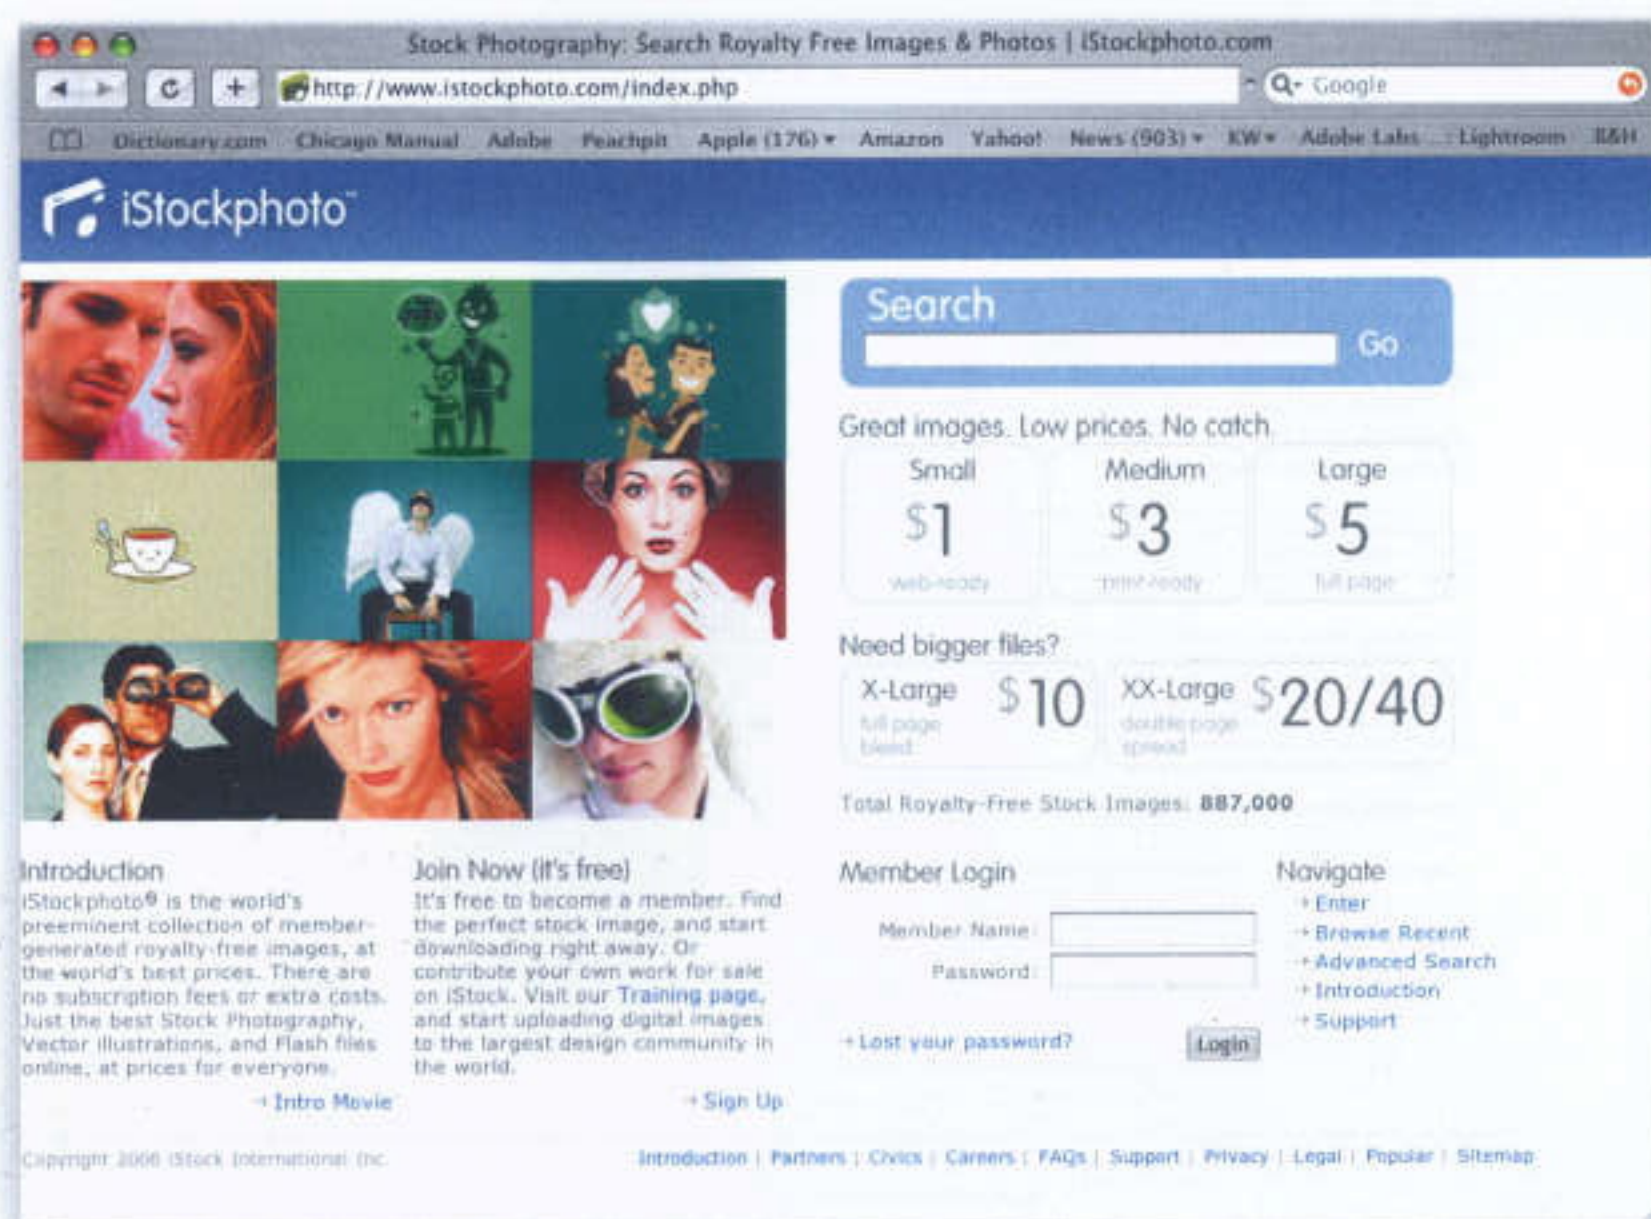 Stock Photography: Search Royalty Free Images & Photos | iStockphoto.com
http://www.istockphoto.com/index.php
Google
Dictionary.com Chicago Manual Adobe Peachpit Apple (176) Amazon Yahoo! News (903) KW Adobe Labs ...: Lightroom B&H
iStockphoto™
Search
Go
Great images. Low prices. No catch.
Small Medium Large
$1 $3 $5
web-ready print-ready full page
Need bigger files?
X-Large $10 XX-Large $20/40
full page double page
bleed spread
Total Royalty-Free Stock Images: 887,000
Introduction
iStockphoto® is the world's
preeminent collection of member-
generated royalty-free images, at
the world's best prices. There are
no subscription fees or extra costs.
Just the best Stock Photography,
Vector illustrations, and Flash files
online, at prices for everyone.
→ Intro Movie
Join Now (it's free)
It's free to become a member. Find
the perfect stock image, and start
downloading right away. Or
contribute your own work for sale
on iStock. Visit our Training page,
and start uploading digital images
to the largest design community in
the world.
→ Sign Up
Member Login
Member Name:
Password:
→ Lost your password?
Login
Navigate
→ Enter
→ Browse Recent
→ Advanced Search
→ Introduction
→ Support
Copyright 2006 iStock International Inc.
Introduction | Partners | Civics | Careers | FAQs | Support | Privacy | Legal | Popular | Sitemap